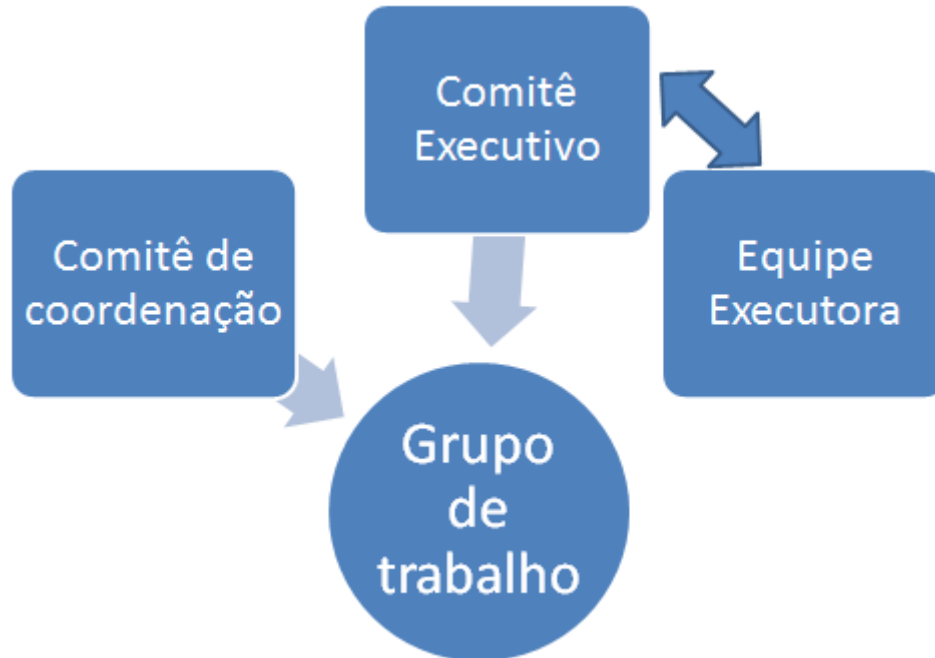 Comitê
Executivo
Comitê de
coordenação
Equipe
Executora
Grupo
de
trabalho